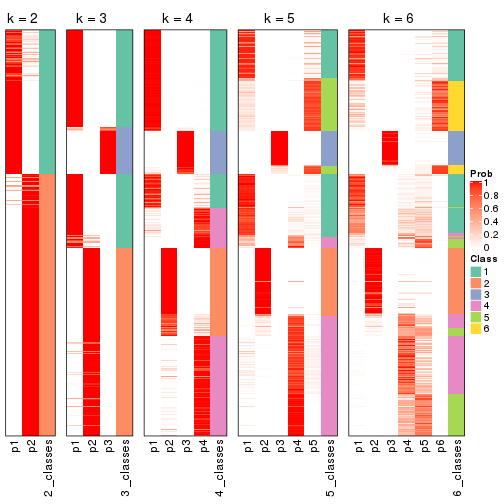 k = 2
k = 3
k = 4
k = 5
k = 6
p1
p2
2_classes
p1
p2
p3
3_classes
p1
p2
p3
p4
4_classes
p1
p2
p3
p4
p5
5_classes
p1
p2
p3
p4
p5
p6
6_classes
Prob
1
0.8
0.6
0.4
0.2
0
Class
1
2
3
4
5
6